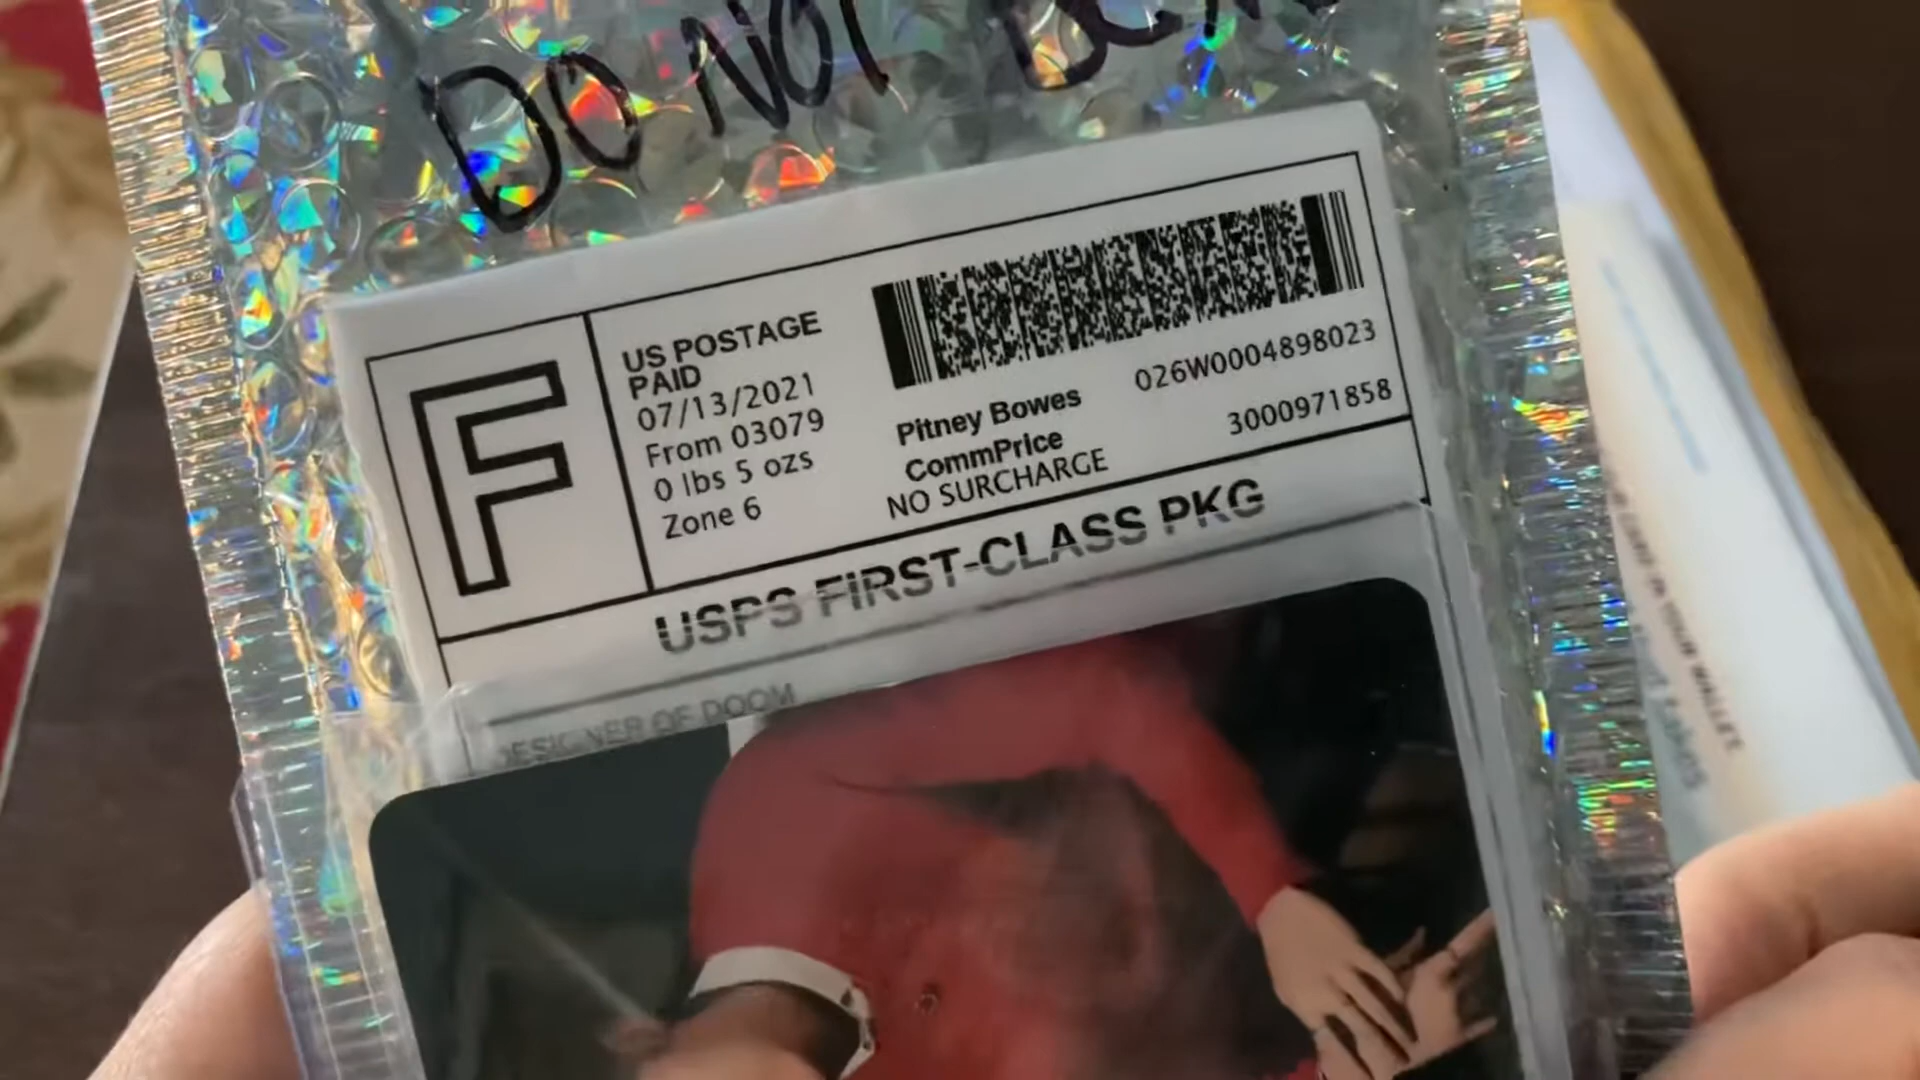 DO NOT BEN
F
US POSTAGE
PAID
07/13/2021
From 03079
0 lbs 5 ozs
Zone 6
026W0004898023
Pitney Bowes
CommPrice
NO SURCHARGE
3000971858
USPS FIRST-CLASS PKG
DESIGNER OF DOOM